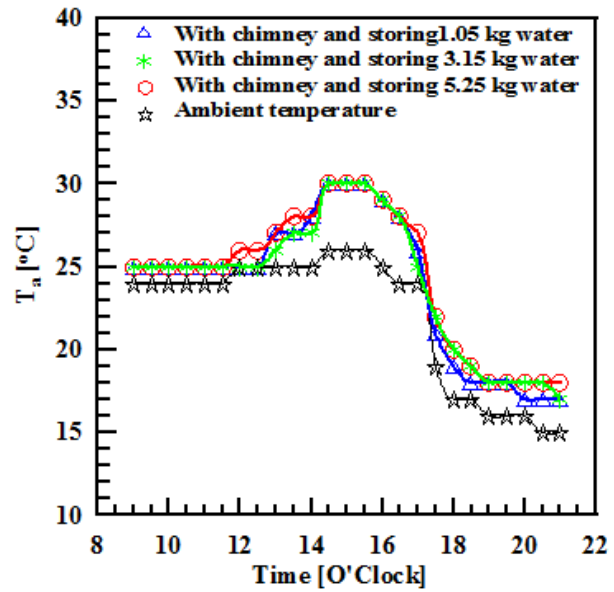 40
35
30
25
20
15
10
T a [oC]
With chimney and storing1.05 kg water
With chimney and storing 3.15 kg water
With chimney and storing 5.25 kg water
Ambient temperature
8 10 12 14 16 18 20 22
Time [O'Clock]